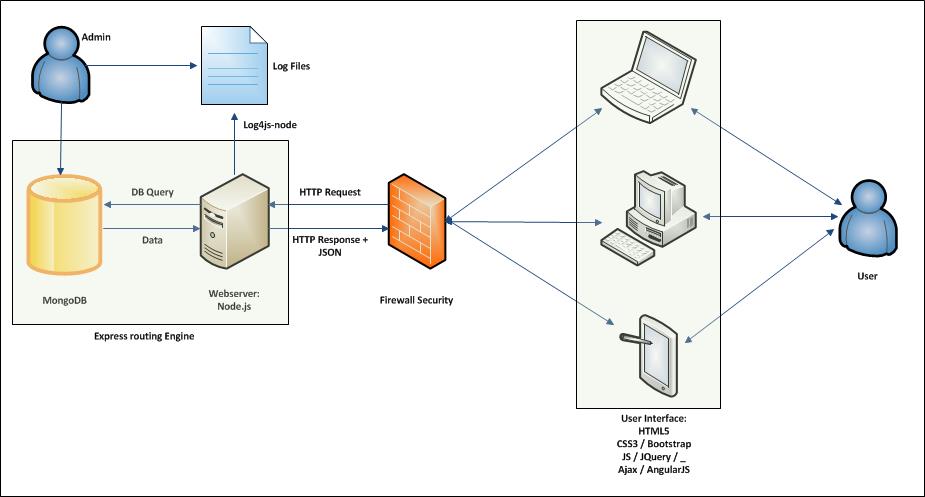 Admin
Log Files
Log4js-node
DB Query
HTTP Request
Data
HTTP Response +
JSON
MongoDB
Webserver:
Node.js
Firewall Security
User
Express routing Engine
User Interface:
HTML5
CSS3 / Bootstrap
JS / JQuery / _
Ajax / AngularJS